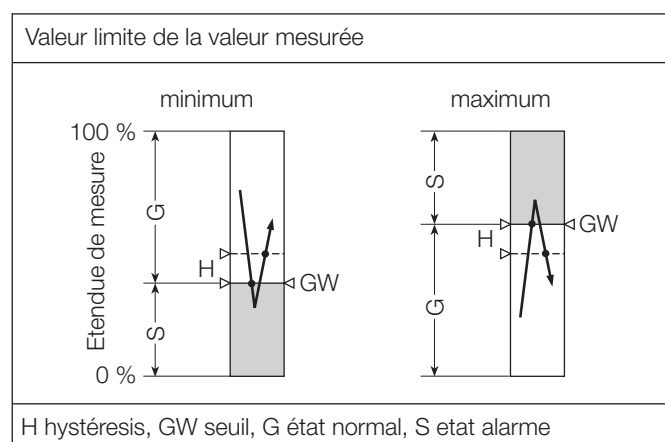 Valeur limite de la valeur mesurée
minimum
maximum
100 %
Etendue de mesure
0 %
G
S
H
GW
S
G
H
GW
H hystéresis, GW seuil, G état normal, S etat alarme